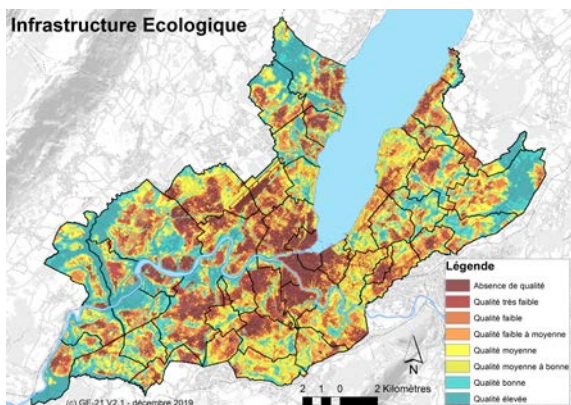 Infrastructure Ecologique
Légende
Absence de qualité
Qualité très faible
Qualité faible
Qualité faible à moyenne
Qualité moyenne
Qualité moyenne à bonne
Qualité bonne
Qualité élevée
N
2 1 0 2 Kilomètres
(c) GE-21 V2.1 - décembre 2019